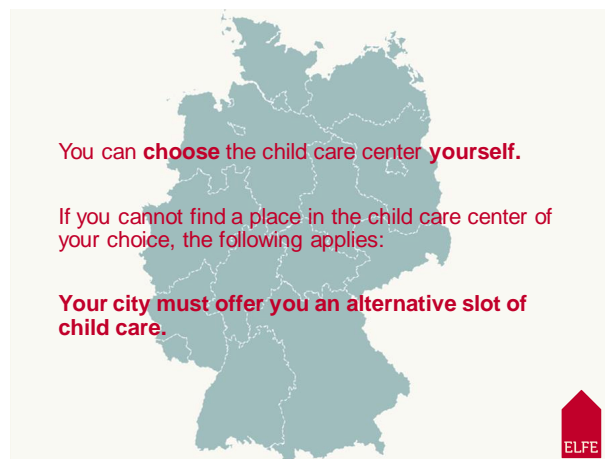 You can choose the child care center yourself.
If you cannot find a place in the child care center of
your choice, the following applies:
Your city must offer you an alternative slot of
child care.
ELFE